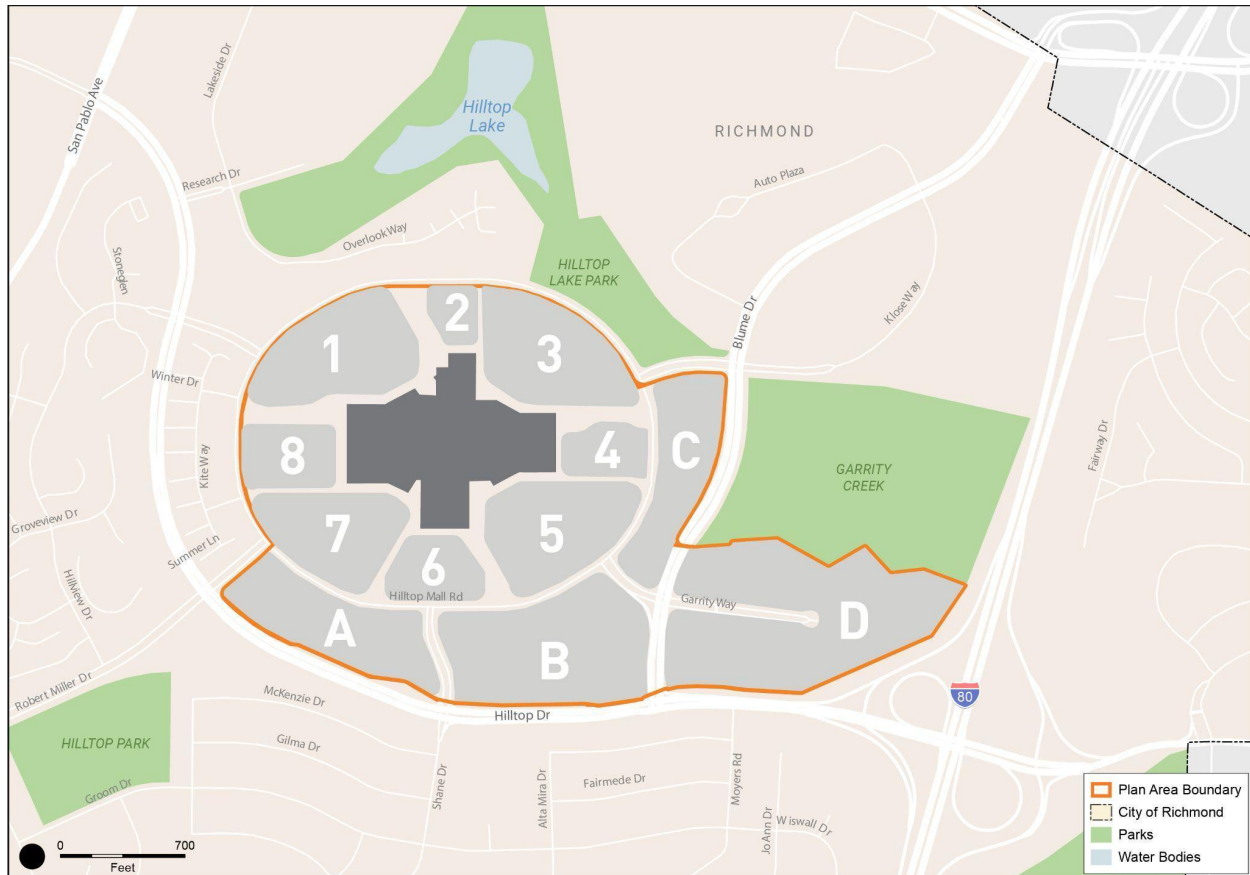 San Pablo Ave
Lakeside Dr
Hilltop
Lake
RICHMOND
Research Dr
Auto Plaza
Overlook Way
Stoneglen
HILLTOP
LAKE PARK
Klose Way
Blume Dr
1
2
3
Winter Dr
Kite Way
8
4
C
GARRITY
CREEK
Fairway Dr
Groveview Dr
7
5
Summer Ln
6
Hilltop Mall Rd
Hillview Dr
Garrity Way
A
B
D
Robert Miller Dr
McKenzie Dr
Hilltop Dr
80
HILLTOP PARK
Gilma Dr
Groom Dr
Shane Dr
Alta Mira Dr
Fairmede Dr
Moyers Rd
Jo Ann Dr
Wiswall Dr
Plan Area Boundary
City of Richmond
Parks
Water Bodies
0 700
Feet